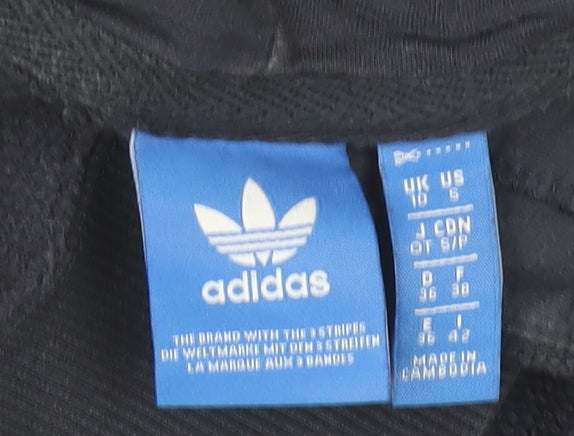 adidas
THE BRAND WITH THE 3 STRIPES
DIE WELTMARKE MIT DEN 3 STREIFEN
LA MARQUE AUX 3 BANDES
UK US
10 S
J CDN
OT S/P
D F
36 38
E I
36 42
MADE IN
CAMBODIA